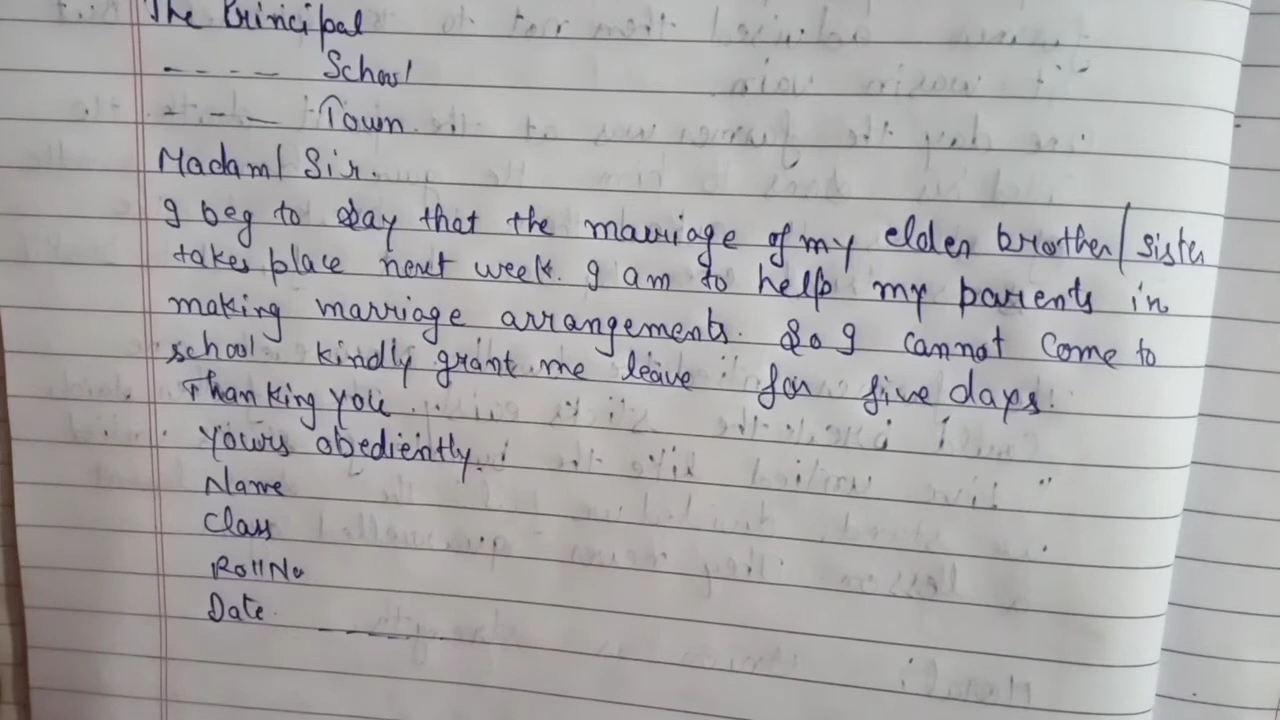 The Principal
---- School
---- Town.
Madam/ Sir.
I beg to say that the marriage of my elder brother/sister
takes place next week. I am to help my parents in
making marriage arrangements. So I cannot come to
school kindly grant me leave for five days.
Thanking you..
Yours obediently.
Name
Class
Roll No
Date. ----